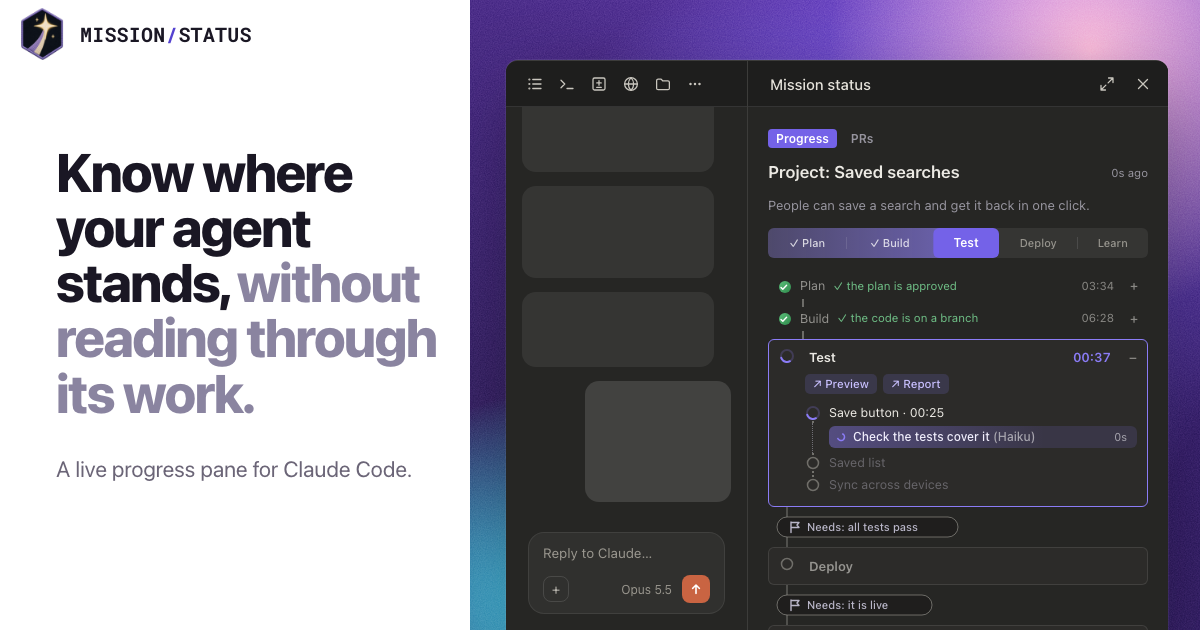 MISSION/STATUS
Know where
your agent
stands, without
reading through
its work.
A live progress pane for Claude Code.
Reply to Claude...
+
Opus 5.5
Mission status
Progress PRs
Project: Saved searches 0s ago
People can save a search and get it back in one click.
✓ Plan ✓ Build Test Deploy Learn
Plan ✓ the plan is approved 03:34 +
Build ✓ the code is on a branch 06:28 +
Test 00:37 −
↗ Preview ↗ Report
Save button · 00:25
Check the tests cover it (Haiku) 0s
Saved list
Sync across devices
Needs: all tests pass
Deploy
Needs: it is live